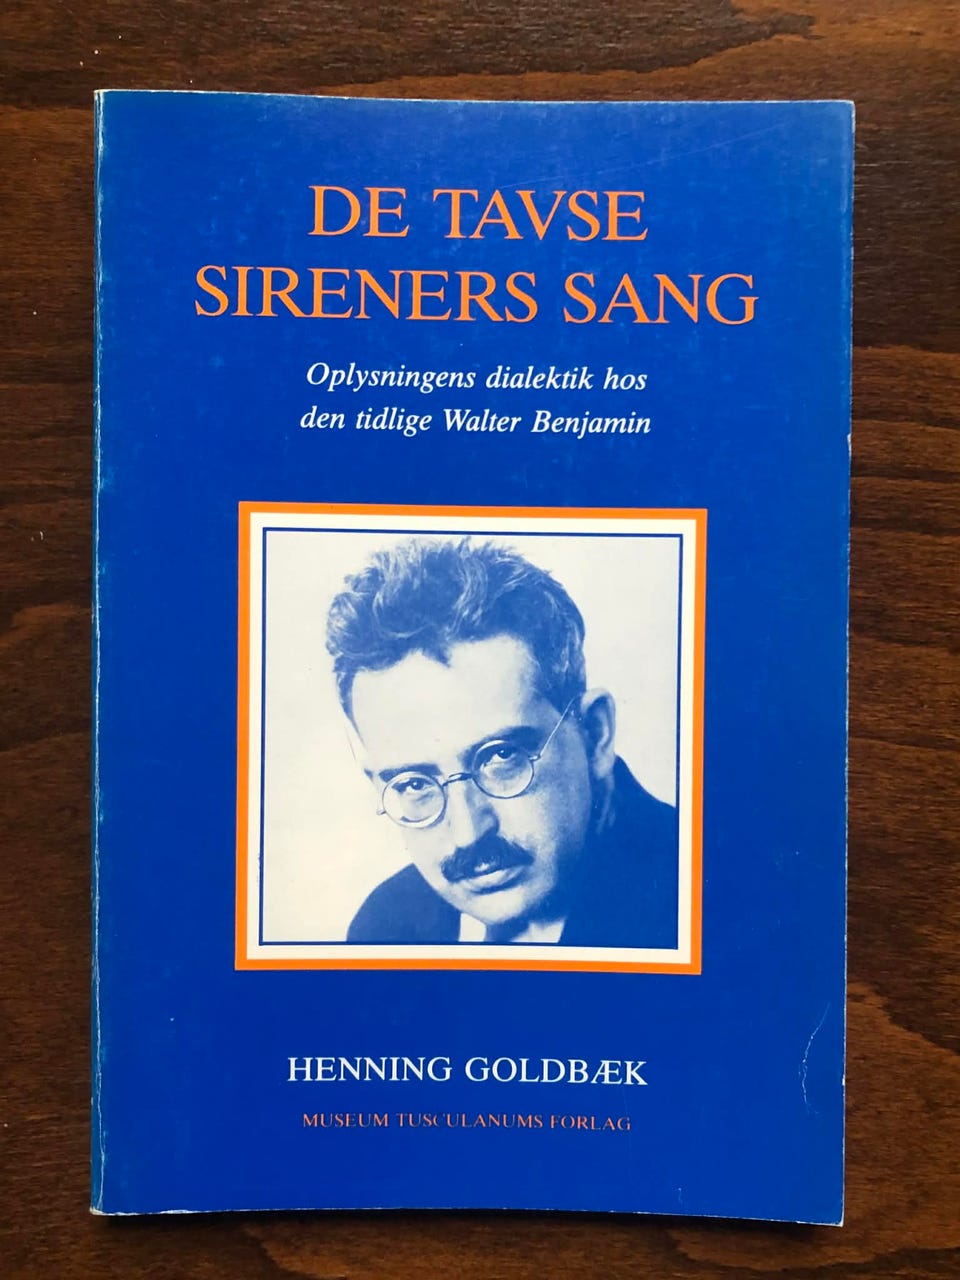 DE TAVSE
SIRENERS SANG
Oplysningens dialektik hos
den tidlige Walter Benjamin
HENNING GOLDBÆK
MUSEUM TUSCULANUMS FORLAG